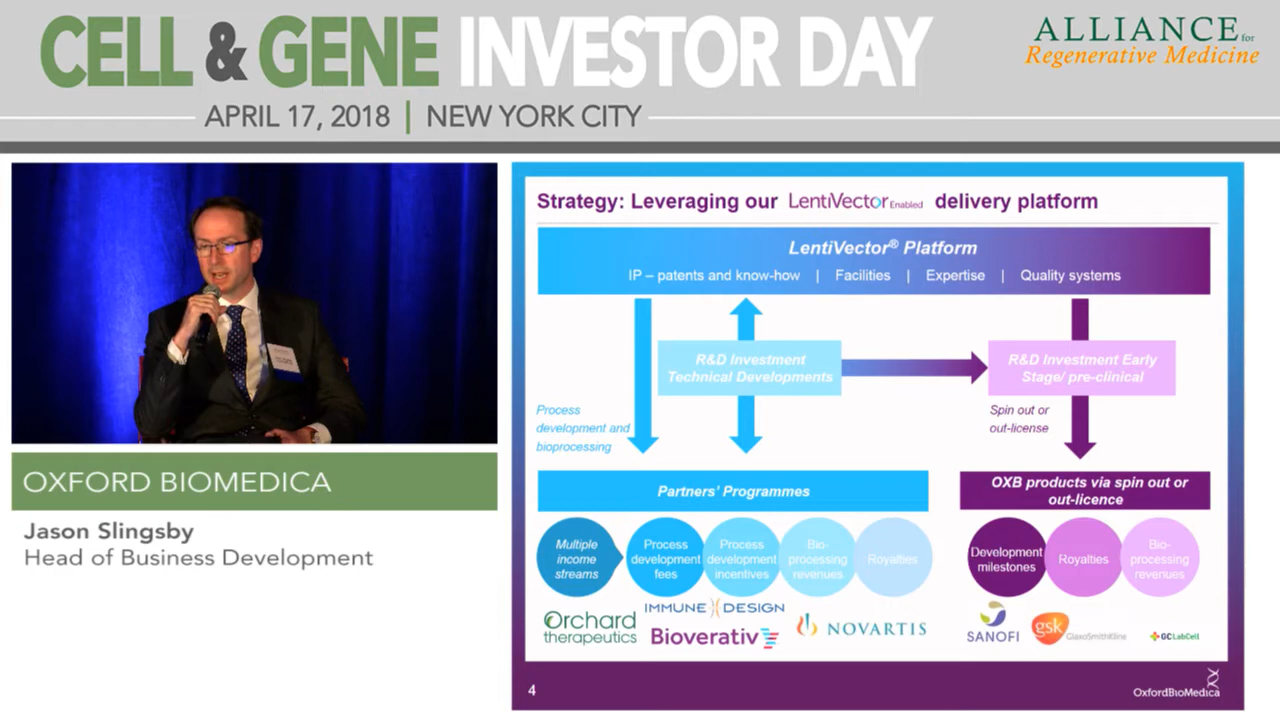 CELL & GENE INVESTOR DAY
APRIL 17, 2018 | NEW YORK CITY
ALLIANCE for
Regenerative Medicine
OXFORD BIOMEDICA
Jason Slingsby
Head of Business Development
Strategy: Leveraging our LentiVector Enabled delivery platform
LentiVector® Platform
IP – patents and know-how | Facilities | Expertise | Quality systems
R&D Investment
Technical Developments
R&D Investment Early
Stage/ pre-clinical
Process
development and
bioprocessing
Spin out or
out-license
Partners' Programmes
OXB products via spin out or
out-licence
Multiple
income
streams
Process
development
fees
Process
development
incentives
Bio-
processing
revenues
Royalties
Development
milestones
Royalties
Bio-
processing
revenues
Orchard
therapeutics
IMMUNE DESIGN
Bioverativ
NOVARTIS
SANOFI
gsk
GlaxoSmithKline
GC LabCell
4
OxfordBioMedica